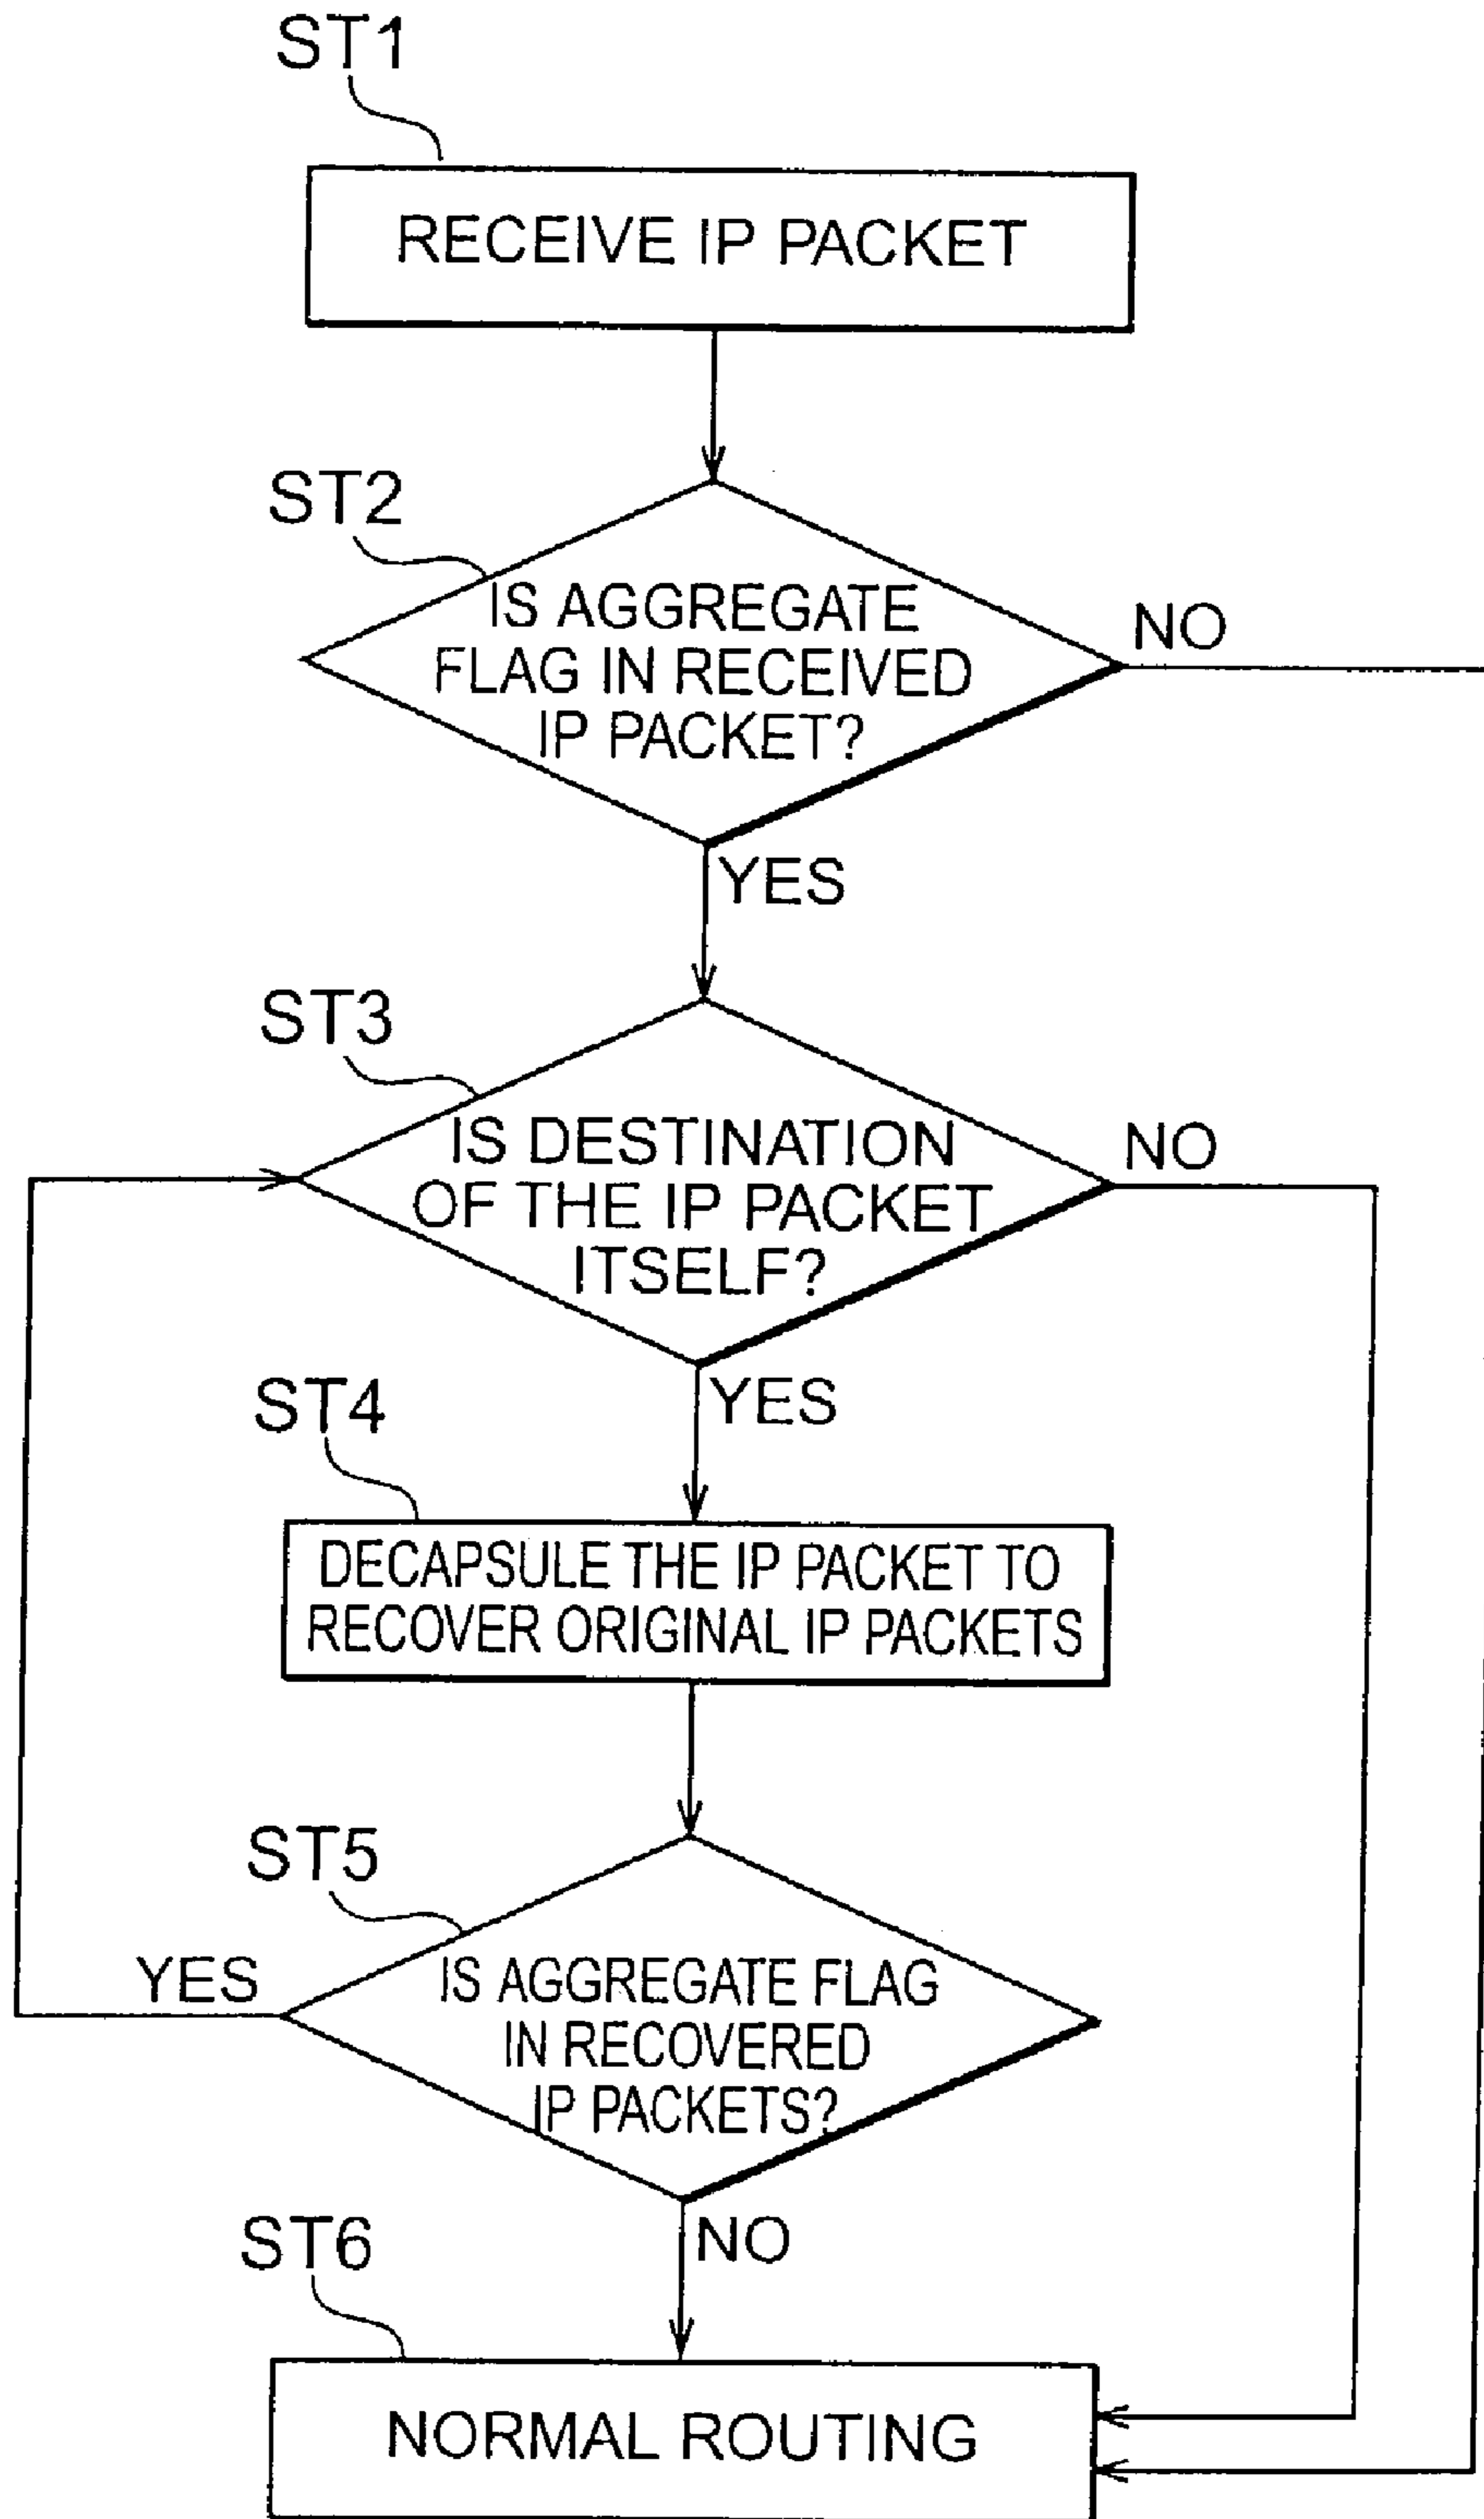 ST1
RECEIVE IP PACKET
ST2
IS AGGREGATE
FLAG IN RECEIVED
IP PACKET?
NO
YES
ST3
IS DESTINATION
OF THE IP PACKET
ITSELF?
NO
YES
ST4
DECAPSULE THE IP PACKET TO
RECOVER ORIGINAL IP PACKETS
ST5
YES
IS AGGREGATE FLAG
IN RECOVERED
IP PACKETS?
NO
ST6
NORMAL ROUTING